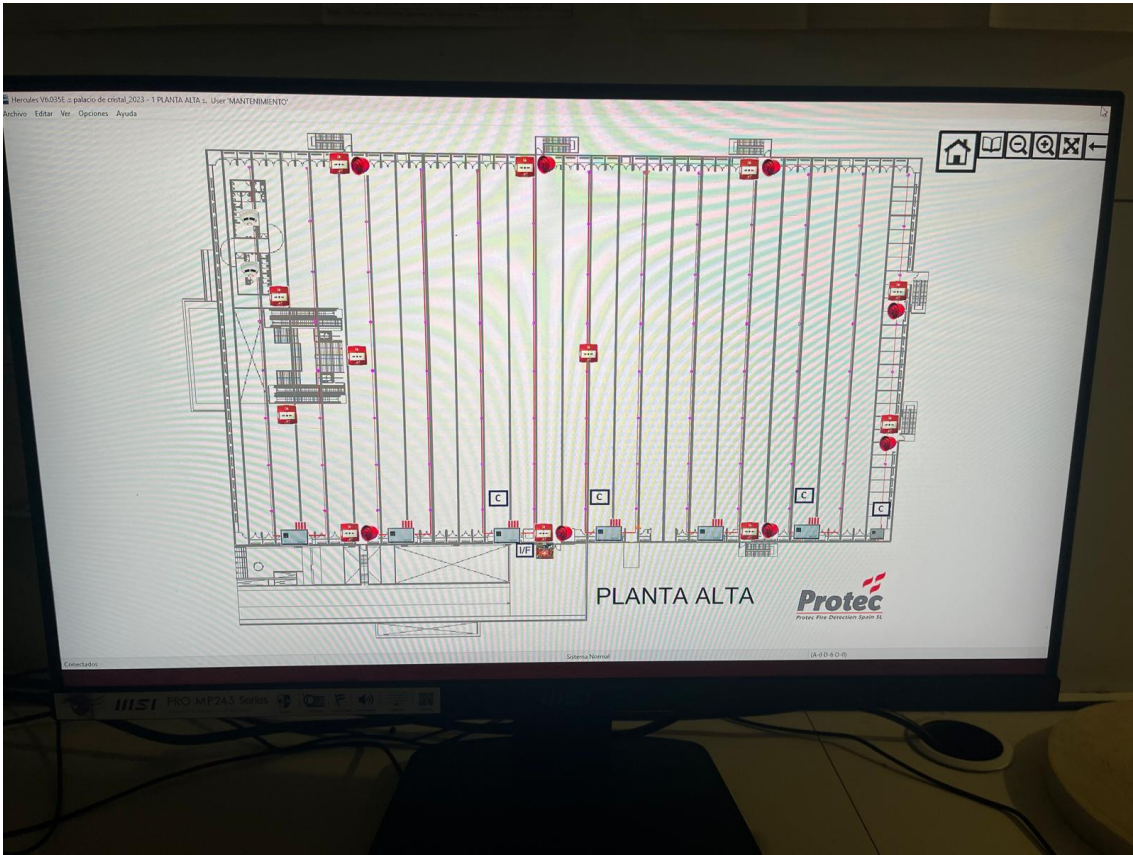 Hercules V6.035E :: palacio de cristal_2023 - 1 PLANTA ALTA :: User 'MANTENIMIENTO'
Archivo Editar Ver Opciones Ayuda
C
C
C
C
I/F
PLANTA ALTA
Protec
Protec Fire Detection Spain SL
Conectados
Sistema Normal
msi PRO MP243 Series